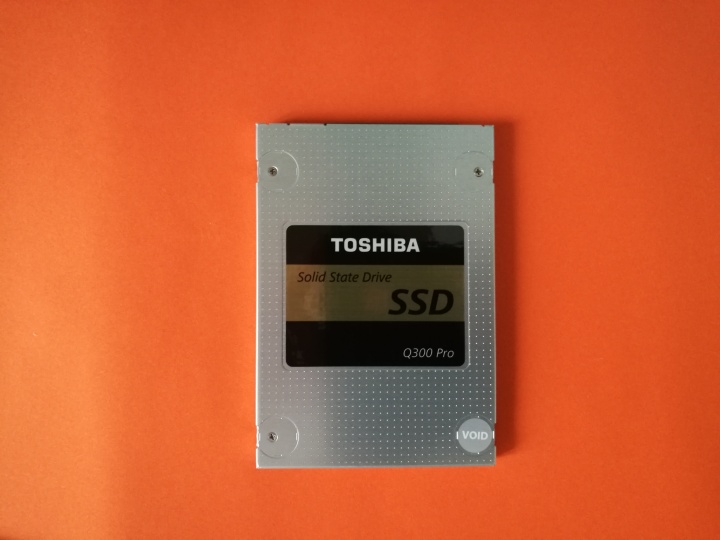 TOSHIBA
Solid State Drive
SSD
Q300 Pro
VOID